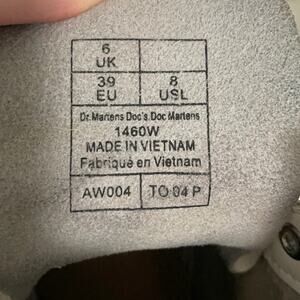 6
UK
39 8
EU USL
Dr. Martens Doc's. Doc Martens
1460W
MADE IN VIETNAM
Fabriqué en Vietnam
AW004 TO 04 P